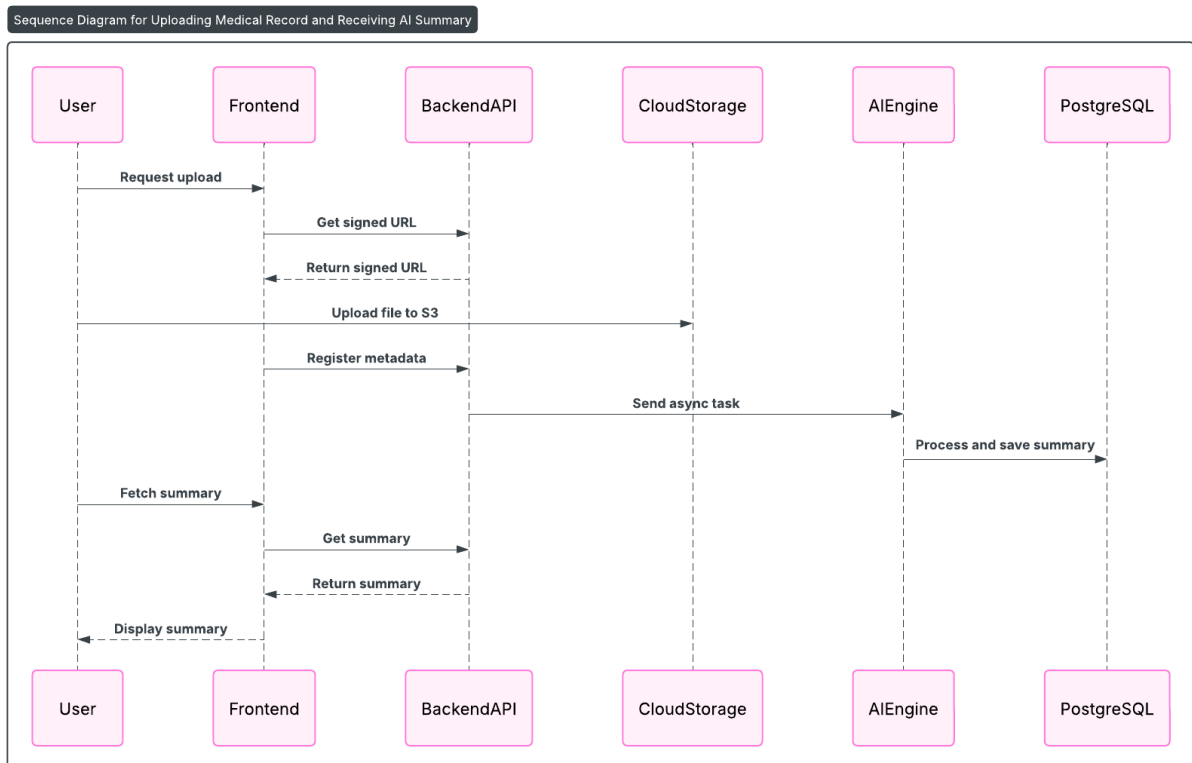 Sequence Diagram for Uploading Medical Record and Receiving AI Summary
User
Frontend
BackendAPI
CloudStorage
AIEngine
PostgreSQL
Request upload
Get signed URL
Return signed URL
Upload file to S3
Register metadata
Send async task
Process and save summary
Fetch summary
Get summary
Return summary
Display summary
User
Frontend
BackendAPI
CloudStorage
AIEngine
PostgreSQL